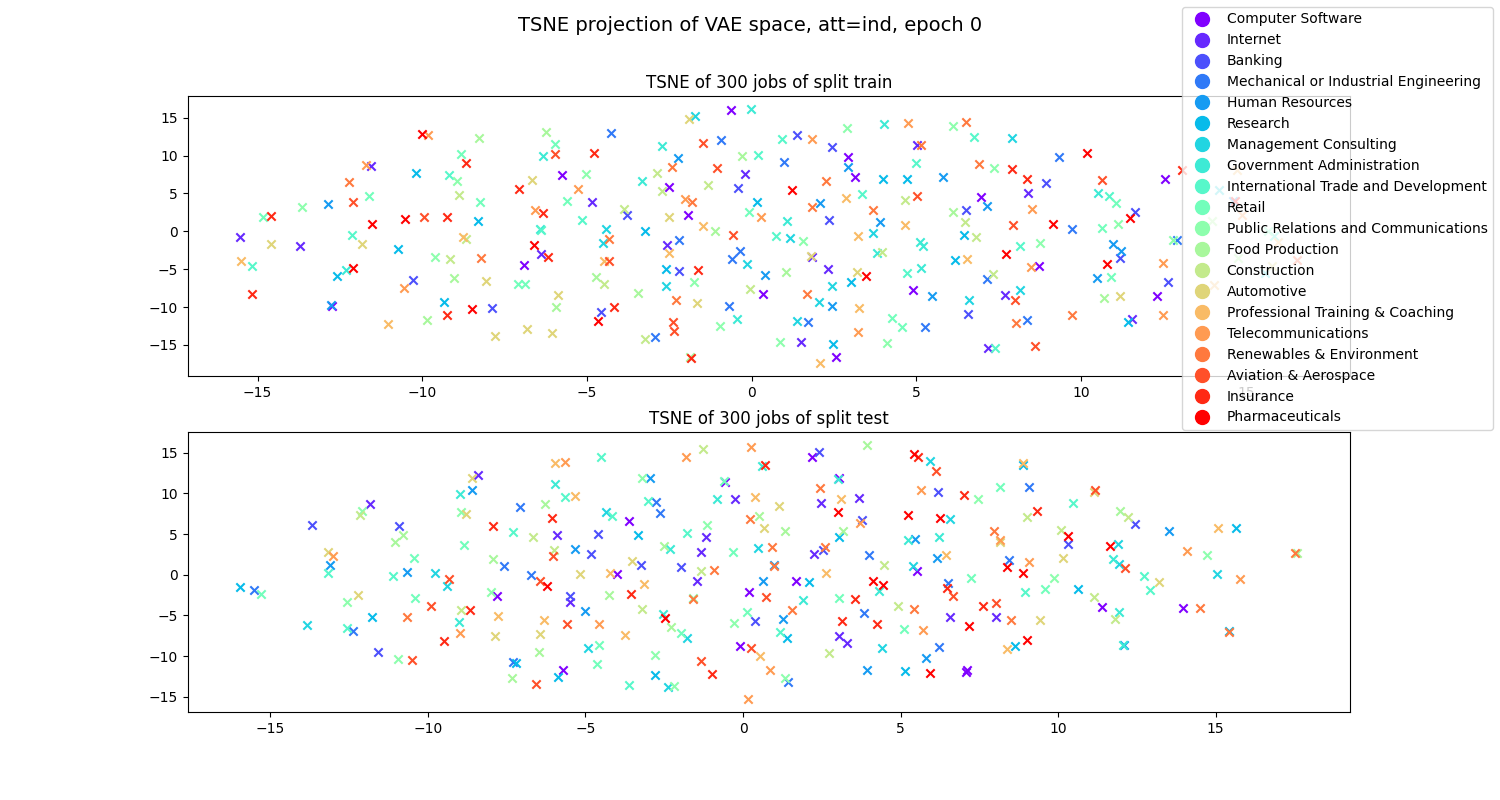 TSNE projection of VAE space, att=ind, epoch 0
TSNE of 300 jobs of split train
15
10
5
0
−5
−10
−15
−15
−10
−5
0
5
10
15
TSNE of 300 jobs of split test
15
10
5
0
−5
−10
−15
−15
−10
−5
0
5
10
15
Computer Software
Internet
Banking
Mechanical or Industrial Engineering
Human Resources
Research
Management Consulting
Government Administration
International Trade and Development
Retail
Public Relations and Communications
Food Production
Construction
Automotive
Professional Training & Coaching
Telecommunications
Renewables & Environment
Aviation & Aerospace
Insurance
Pharmaceuticals